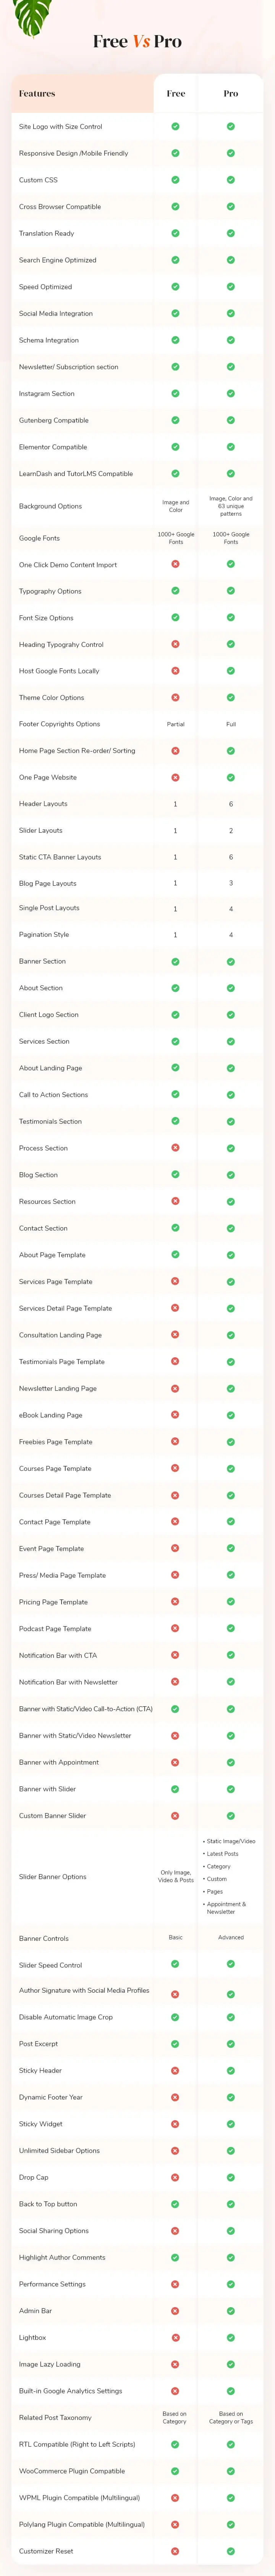 Free Vs Pro
Features Free Pro
Site Logo with Size Control
Responsive Design /Mobile Friendly
Custom CSS
Cross Browser Compatible
Translation Ready
Search Engine Optimized
Speed Optimized
Social Media Integration
Schema Integration
Newsletter/ Subscription section
Instagram Section
Gutenberg Compatible
Elementor Compatible
LearnDash and TutorLMS Compatible
Background Options
Image and
Color
Image, Color and
63 unique
patterns
Google Fonts
1000+ Google
Fonts
1000+ Google
Fonts
One Click Demo Content Import
Typography Options
Font Size Options
Heading Typograhy Control
Host Google Fonts Locally
Theme Color Options
Footer Copyrights Options Partial Full
Home Page Section Re-order/ Sorting
One Page Website
Header Layouts 1 6
Slider Layouts 1 2
Static CTA Banner Layouts 1 6
Blog Page Layouts 1 3
Single Post Layouts 1 4
Pagination Style 1 4
Banner Section
About Section
Client Logo Section
Services Section
About Landing Page
Call to Action Sections
Testimonials Section
Process Section
Blog Section
Resources Section
Contact Section
About Page Template
Services Page Template
Services Detail Page Template
Consultation Landing Page
Testimonials Page Template
Newsletter Landing Page
eBook Landing Page
Freebies Page Template
Courses Page Template
Courses Detail Page Template
Contact Page Template
Event Page Template
Press/ Media Page Template
Pricing Page Template
Podcast Page Template
Notification Bar with CTA
Notification Bar with Newsletter
Banner with Static/Video Call-to-Action (CTA)
Banner with Static/Video Newsletter
Banner with Appointment
Banner with Slider
Custom Banner Slider
Slider Banner Options
Only Image,
Video & Posts
• Static Image/Video
• Latest Posts
• Category
• Custom
• Pages
• Appointment &
Newsletter
Banner Controls Basic Advanced
Slider Speed Control
Author Signature with Social Media Profiles
Disable Automatic Image Crop
Post Excerpt
Sticky Header
Dynamic Footer Year
Sticky Widget
Unlimited Sidebar Options
Drop Cap
Back to Top button
Social Sharing Options
Highlight Author Comments
Performance Settings
Admin Bar
Lightbox
Image Lazy Loading
Built-in Google Analytics Settings
Related Post Taxonomy
Based on
Category
Based on
Category or Tags
RTL Compatible (Right to Left Scripts)
WooCommerce Plugin Compatible
WPML Plugin Compatible (Multilingual)
Polylang Plugin Compatible (Multilingual)
Customizer Reset